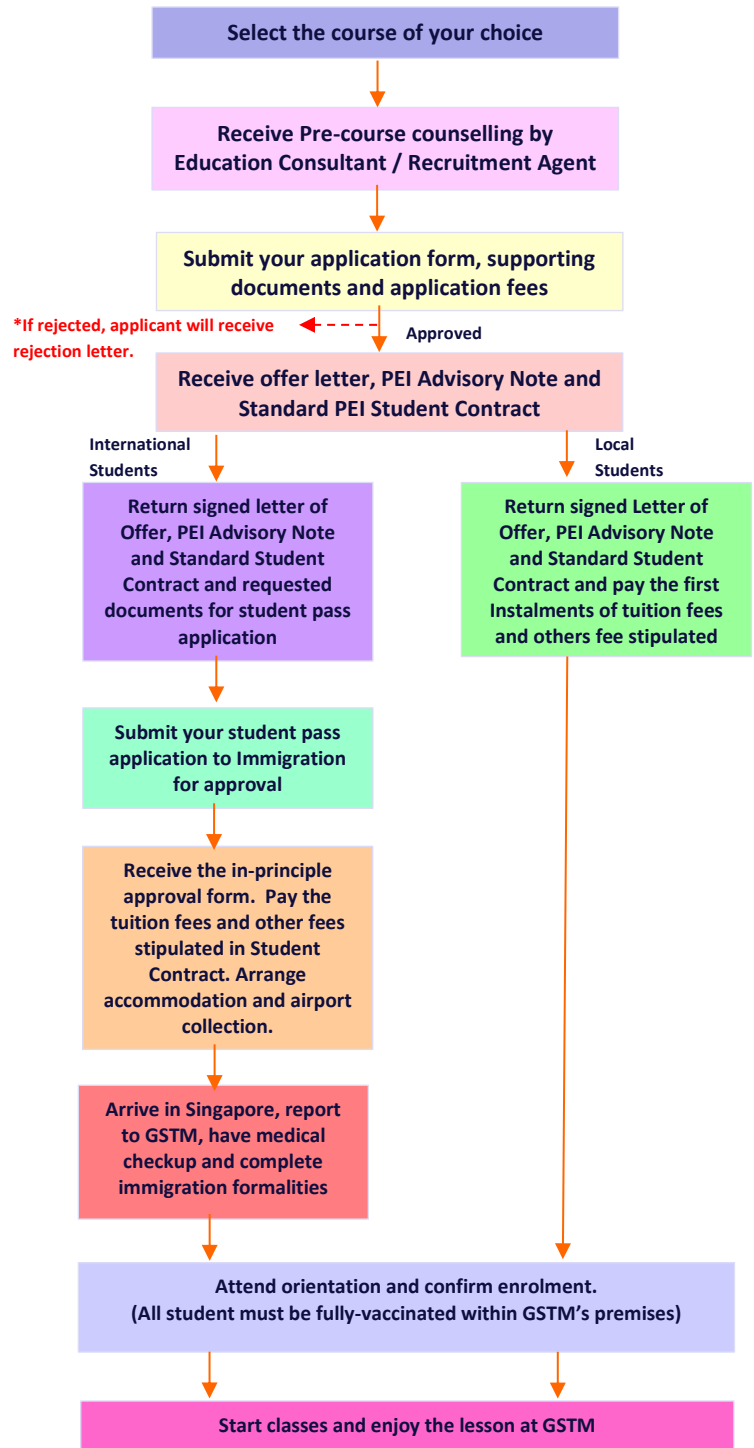 Select the course of your choice
Receive Pre-course counselling by
Education Consultant / Recruitment Agent
Submit your application form, supporting
documents and application fees
*If rejected, applicant will receive
rejection letter.
Approved
Receive offer letter, PEI Advisory Note and
Standard PEI Student Contract
International
Students
Local
Students
Return signed letter of
Offer, PEI Advisory Note
and Standard Student
Contract and requested
documents for student pass
application
Return signed Letter of
Offer, PEI Advisory Note
and Standard Student
Contract and pay the first
Instalments of tuition fees
and others fee stipulated
Submit your student pass
application to Immigration
for approval
Receive the in-principle
approval form.  Pay the
tuition fees and other fees
stipulated in Student
Contract. Arrange
accommodation and airport
collection.
Arrive in Singapore, report
to GSTM, have medical
checkup and complete
immigration formalities
Attend orientation and confirm enrolment.
(All student must be fully-vaccinated within GSTM’s premises)
Start classes and enjoy the lesson at GSTM